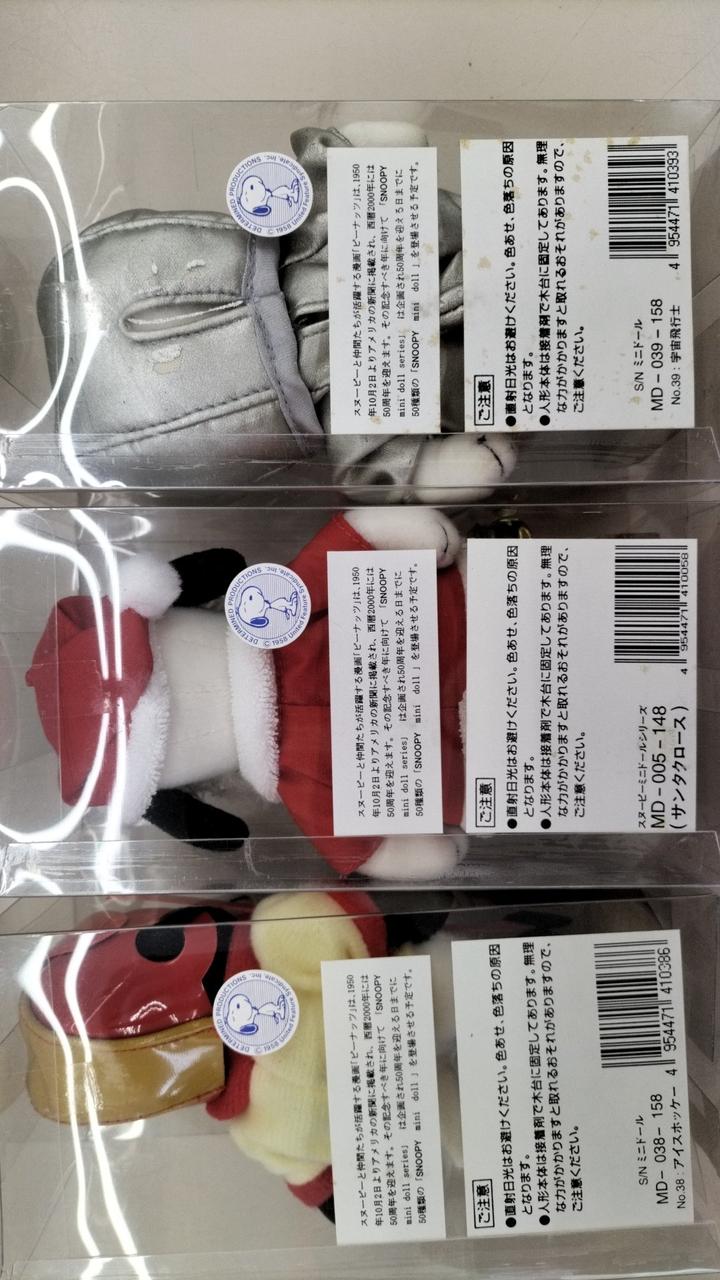 DETERMINED PRODUCTIONS, Inc.
© 1958 United Feature Syndicate, Inc.
スヌーピーと仲間たちが活躍する漫画「ピーナッツ」は、1950
年10月2日よりアメリカの新聞に掲載され、西暦2000年には
50周年を迎えます。その記念すべき年に向けて 「SNOOPY
mini doll series」 は企画され50周年を迎える日までに
50種類の「SNOOPY mini doll 」を登場させる予定です。
ご注意
●直射日光はお避けください。色あせ、色落ちの原因
となります。
●人形本体は接着剤で木台に固定してあります。無理
な力がかかりますと取れるおそれがありますので、
ご注意ください。
S/N ミニドール
MD-039-158
No.39:宇宙飛行士
4 954471 410393
DETERMINED PRODUCTIONS, Inc.
© 1958 United Feature Syndicate, Inc.
スヌーピーと仲間たちが活躍する漫画「ピーナッツ」は、1950
年10月2日よりアメリカの新聞に掲載され、西暦2000年には
50周年を迎えます。その記念すべき年に向けて 「SNOOPY
mini doll series」 は企画され50周年を迎える日までに
50種類の「SNOOPY mini doll 」を登場させる予定です。
ご注意
●直射日光はお避けください。色あせ、色落ちの原因
となります。
●人形本体は接着剤で木台に固定してあります。無理
な力がかかりますと取れるおそれがありますので、
ご注意ください。
スヌーピーミニドールシリーズ
MD-005-148
(サンタクロース)
4 954471 410058
DETERMINED PRODUCTIONS, Inc.
© 1958 United Feature Syndicate, Inc.
スヌーピーと仲間たちが活躍する漫画「ピーナッツ」は、1950
年10月2日よりアメリカの新聞に掲載され、西暦2000年には
50周年を迎えます。その記念すべき年に向けて 「SNOOPY
mini doll series」 は企画され50周年を迎える日までに
50種類の「SNOOPY mini doll 」を登場させる予定です。
ご注意
●直射日光はお避けください。色あせ、色落ちの原因
となります。
●人形本体は接着剤で木台に固定してあります。無理
な力がかかりますと取れるおそれがありますので、
ご注意ください。
S/N ミニドール
MD-038-158
No.38:アイスホッケー
4 954471 410386